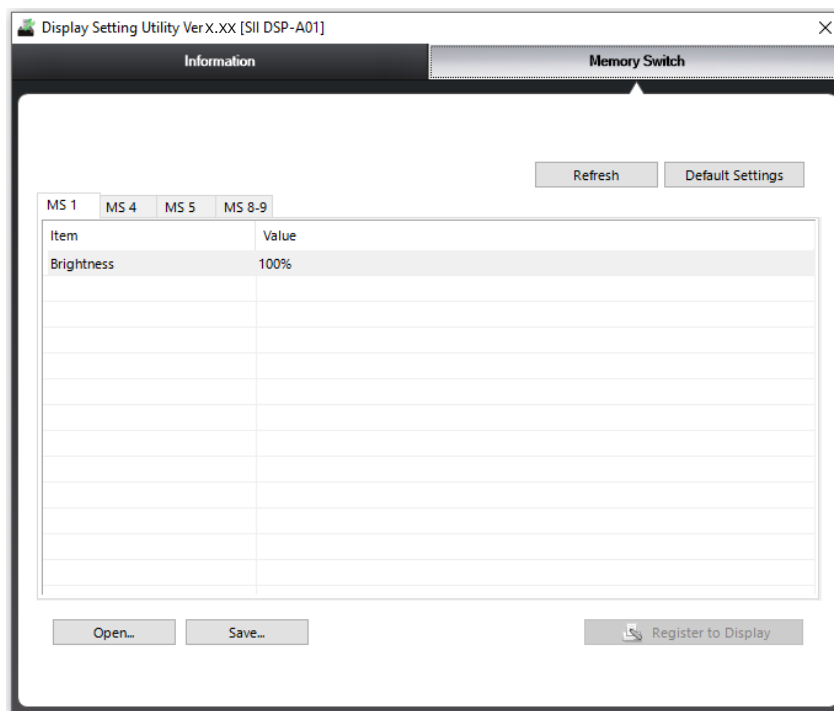 Display Setting Utility Ver X.XX [SII DSP-A01]
Information Memory Switch
Refresh Default Settings
MS 1 MS 4 MS 5 MS 8-9
Item Value
Brightness 100%
Open... Save... Register to Display